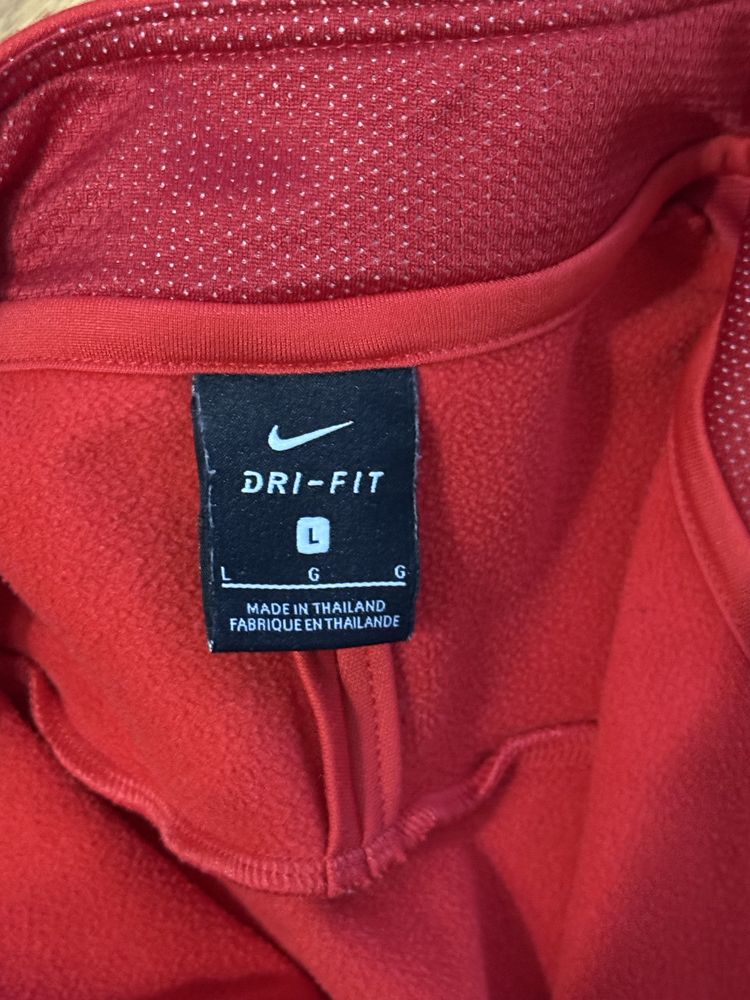 DRI-FIT
L
L G G
MADE IN THAILAND
FABRIQUE EN THAILANDE